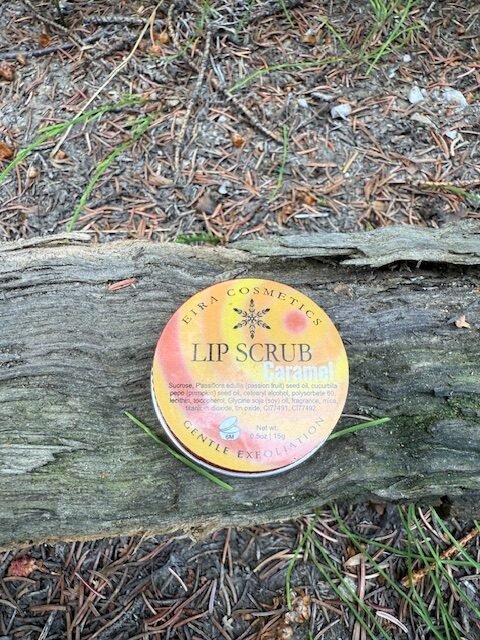 EIRA COSMETICS
LIP SCRUB
Caramel
Sucrose, Passiflora edulis (passion fruit) seed oil, cucurbita
pepo (pumpkin) seed oil, cetearyl alcohol, polysorbate 60,
lecithin, tocopherol, Glycine soja (soy) oil, fragrance, mica,
titanium dioxide, tin oxide, CI77491, CI77492
6M
Net wt.
0.5oz | 15g
GENTLE EXFOLIATION